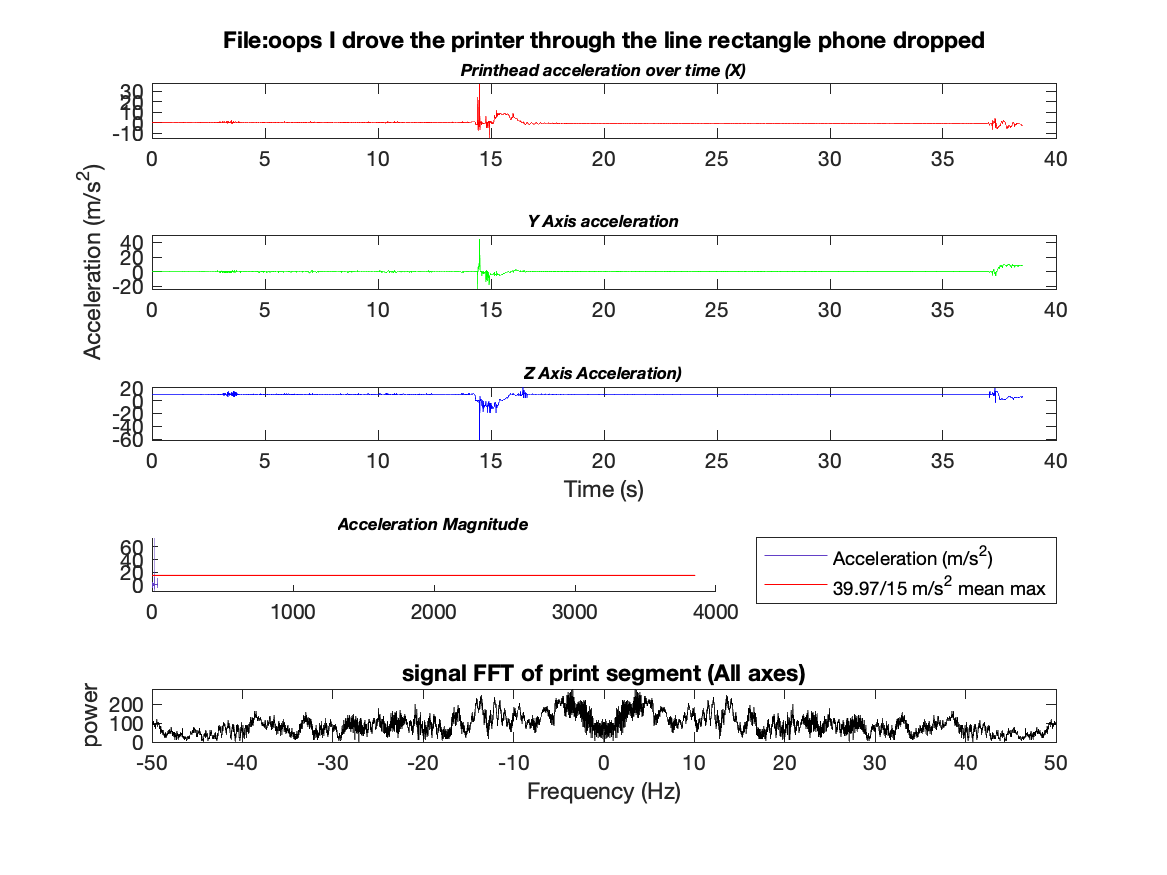 File:oops I drove the printer through the line rectangle phone dropped
Printhead acceleration over time (X)
30
20
10
0
-10
0 5 10 15 20 25 30 35 40
Acceleration (m/s²)
Y Axis acceleration
40
20
0
-20
0 5 10 15 20 25 30 35 40
Z Axis Acceleration)
20
0
-20
-40
-60
0 5 10 15 20 25 30 35 40
Time (s)
Acceleration Magnitude
60
40
20
0
0 1000 2000 3000 4000
Acceleration (m/s²)
39.97/15 m/s² mean max
signal FFT of print segment (All axes)
power
200
100
0
-50 -40 -30 -20 -10 0 10 20 30 40 50
Frequency (Hz)